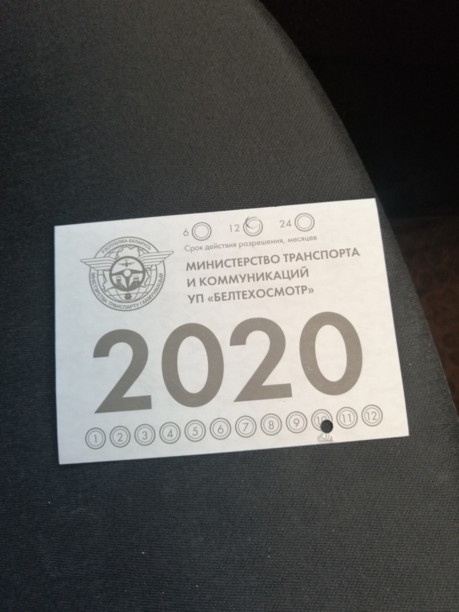 6 12 24
Срок действия разрешения, месяцев
МИНИСТЕРСТВО ТРАНСПОРТА
И КОММУНИКАЦИЙ
УП «БЕЛТЕХОСМОТР»
2020
1 2 3 4 5 6 7 8 9 10 11 12